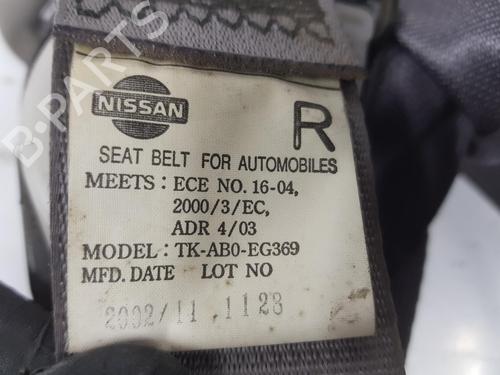 NISSAN
R
SEAT BELT FOR AUTOMOBILES
MEETS : ECE NO. 16-04,
2000/3/EC,
ADR 4/03
MODEL : TK-AB0-EG369
MFD. DATE LOT NO
2002/11 1128
B-PARTS